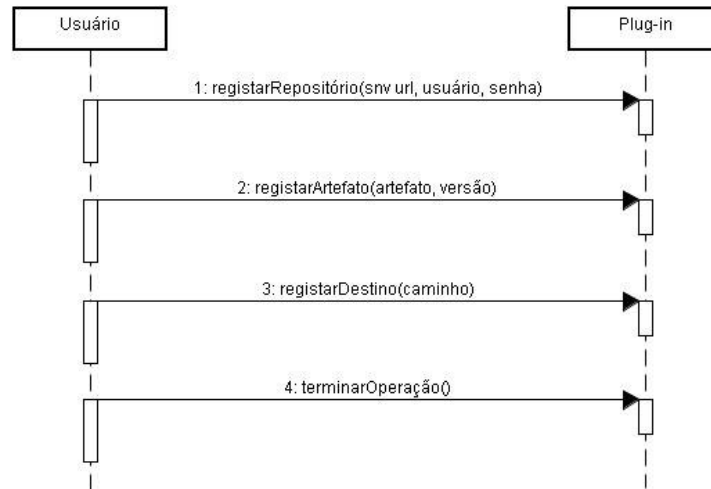 Usuário
Plug-in
1: registarRepositório(snv url, usuário, senha)
2: registarArtefato(artefato, versão)
3: registarDestino(caminho)
4: terminarOperação()